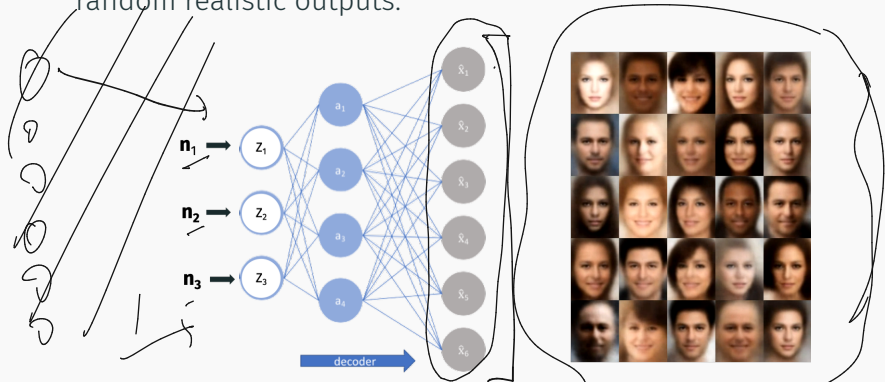 random realistic outputs.
n₁ z₁ a₁ x̂₁
a₂ x̂₂
n₂ z₂ x̂₃
n₃ z₃ a₃ x̂₄
a₄ x̂₅
x̂₆
decoder